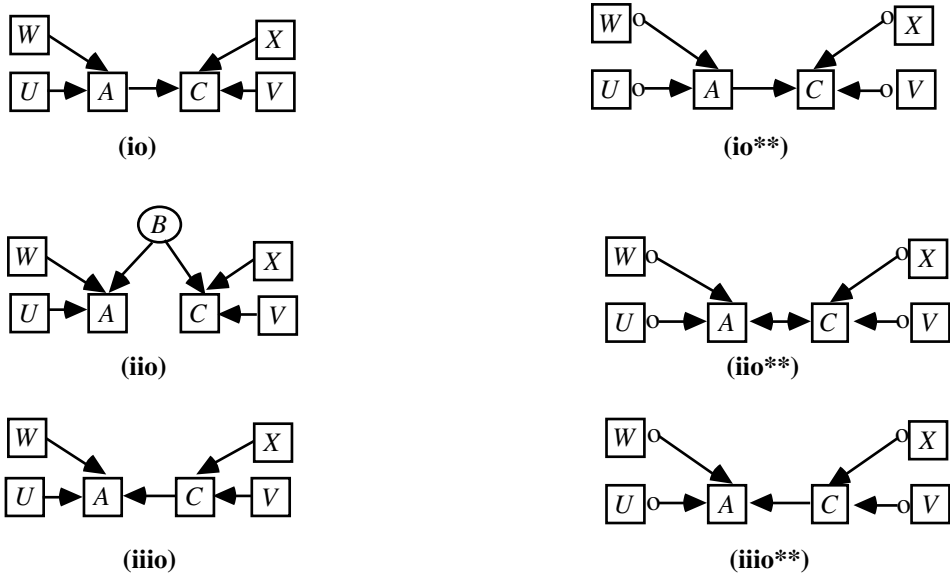 W X W o o X
U A C V U o A C o V
(io) (io**)
B
W X W o o X
U A C V U o A C o V
(iio) (iio**)
W X W o o X
U A C V U o A C o V
(iiio) (iiio**)